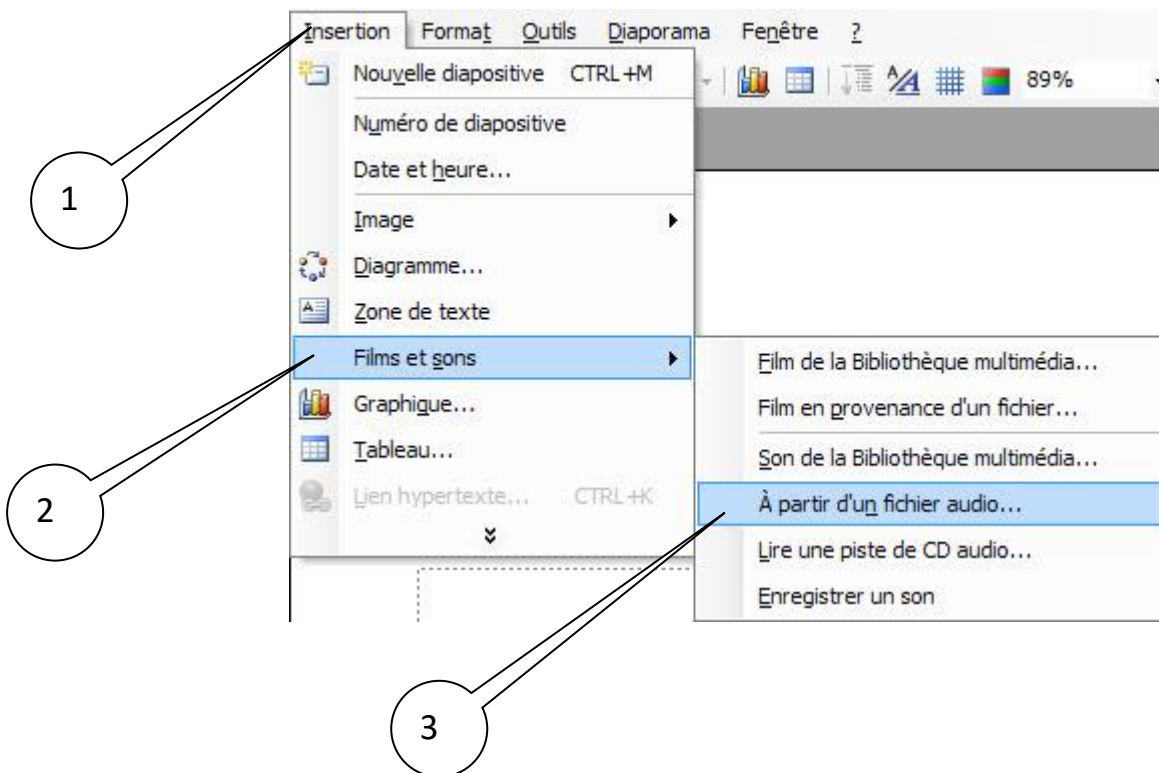 Insertion Format Outils Diaporama Fenêtre ?
Nouvelle diapositive CTRL+M
89%
Numéro de diapositive
Date et heure...
1
Image
Diagramme...
Zone de texte
Films et sons
Film de la Bibliothèque multimédia...
Graphique...
Film en provenance d'un fichier...
Tableau...
Son de la Bibliothèque multimédia...
Lien hypertexte... CTRL+K
À partir d'un fichier audio...
2
Lire une piste de CD audio...
Enregistrer un son
3